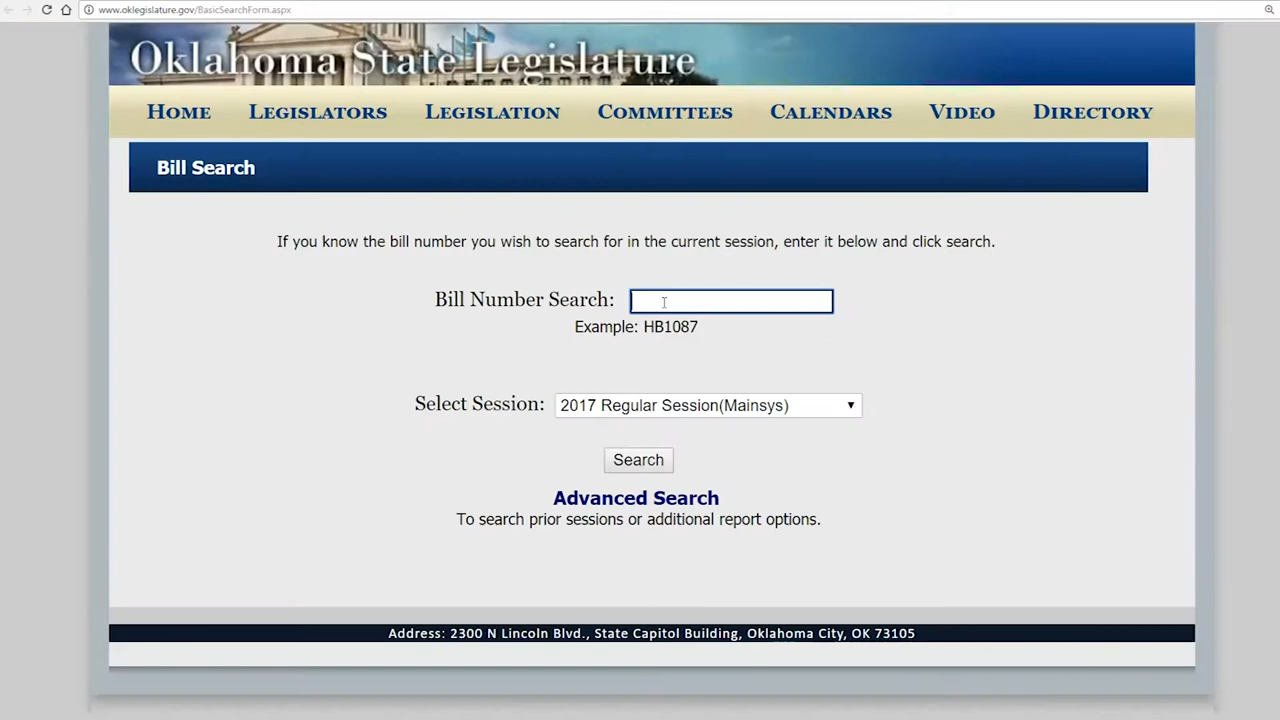 www.oklegislature.gov/BasicSearchForm.aspx
Oklahoma State Legislature
HOME LEGISLATORS LEGISLATION COMMITTEES CALENDARS VIDEO DIRECTORY
Bill Search
If you know the bill number you wish to search for in the current session, enter it below and click search.
Bill Number Search:
Example: HB1087
Select Session: 2017 Regular Session(Mainsys)
Search
Advanced Search
To search prior sessions or additional report options.
Address: 2300 N Lincoln Blvd., State Capitol Building, Oklahoma City, OK 73105